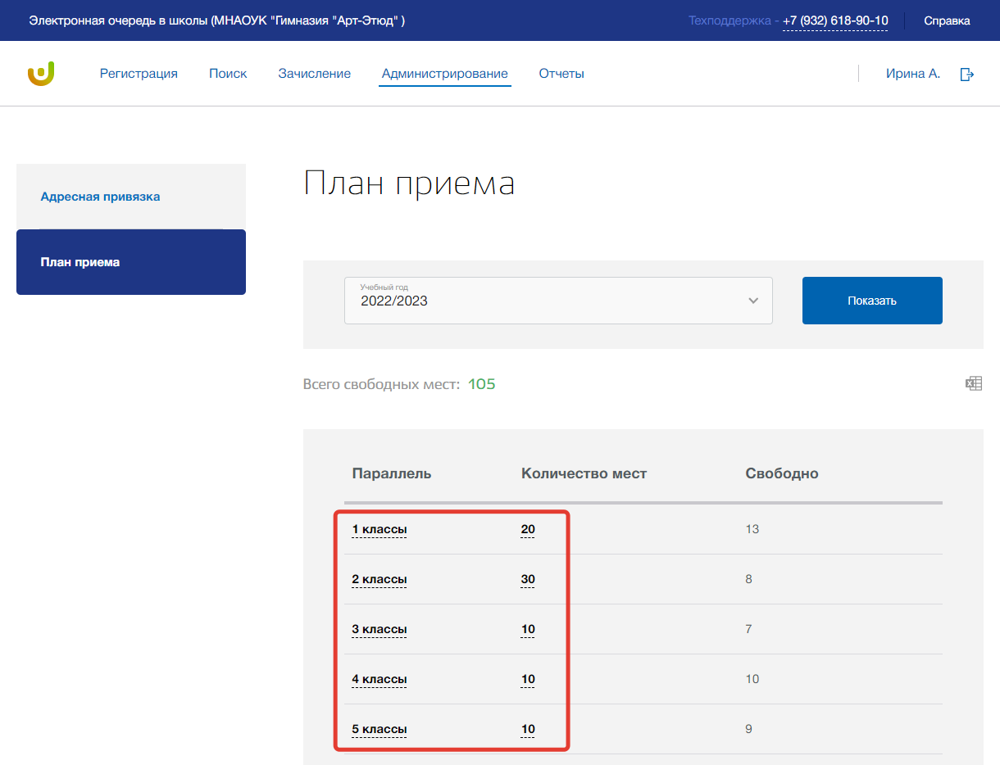 Электронная очередь в школы (МНАОУК "Гимназия "Арт-Этюд" )
Техподдержка - +7 (932) 618-90-10
Справка
Регистрация
Поиск
Зачисление
Администрирование
Отчеты
Ирина А.
Адресная привязка
План приема
План приема
Учебный год
2022/2023
Показать
Всего свободных мест: 105
Параллель Количество мест Свободно
1 классы 20 13
2 классы 30 8
3 классы 10 7
4 классы 10 10
5 классы 10 9